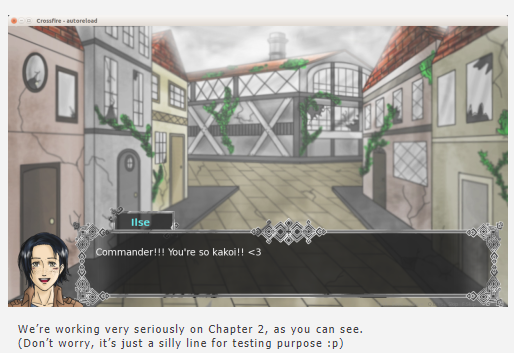 Crossfire - autoreload
Ilse
Commander!!! You're so kakoi!! <3
We're working very seriously on Chapter 2, as you can see.
(Don't worry, it's just a silly line for testing purpose :p)